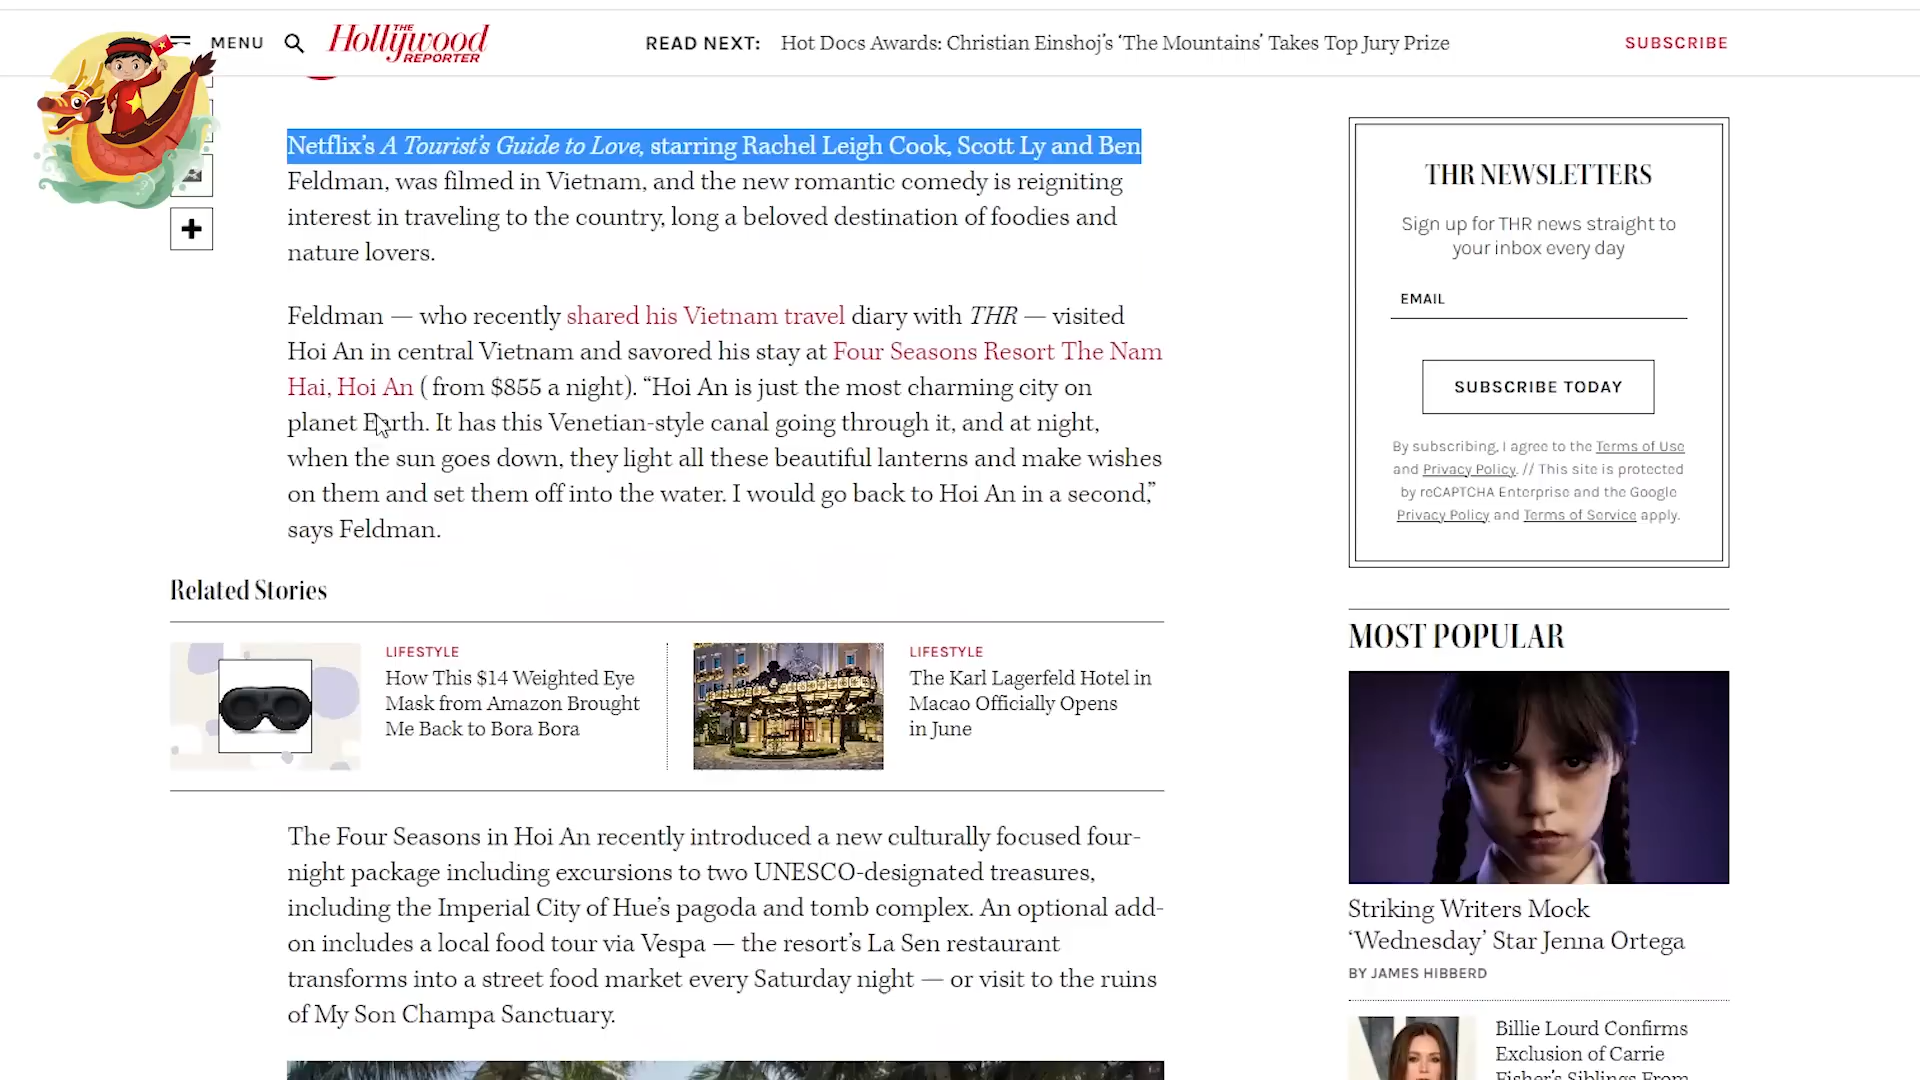 MENU
THE
Hollywood
REPORTER
READ NEXT: Hot Docs Awards: Christian Einshoj’s ‘The Mountains’ Takes Top Jury Prize
SUBSCRIBE
Netflix’s A Tourist’s Guide to Love, starring Rachel Leigh Cook, Scott Ly and Ben
Feldman, was filmed in Vietnam, and the new romantic comedy is reigniting
interest in traveling to the country, long a beloved destination of foodies and
nature lovers.
Feldman — who recently shared his Vietnam travel diary with THR — visited
Hoi An in central Vietnam and savored his stay at Four Seasons Resort The Nam
Hai, Hoi An ( from $855 a night). “Hoi An is just the most charming city on
planet Earth. It has this Venetian-style canal going through it, and at night,
when the sun goes down, they light all these beautiful lanterns and make wishes
on them and set them off into the water. I would go back to Hoi An in a second,”
says Feldman.
Related Stories
LIFESTYLE
How This $14 Weighted Eye
Mask from Amazon Brought
Me Back to Bora Bora
LIFESTYLE
The Karl Lagerfeld Hotel in
Macao Officially Opens
in June
The Four Seasons in Hoi An recently introduced a new culturally focused four-
night package including excursions to two UNESCO-designated treasures,
including the Imperial City of Hue’s pagoda and tomb complex. An optional add-
on includes a local food tour via Vespa — the resort’s La Sen restaurant
transforms into a street food market every Saturday night — or visit to the ruins
of My Son Champa Sanctuary.
THR NEWSLETTERS
Sign up for THR news straight to
your inbox every day
EMAIL
SUBSCRIBE TODAY
By subscribing, I agree to the Terms of Use
and Privacy Policy. // This site is protected
by reCAPTCHA Enterprise and the Google
Privacy Policy and Terms of Service apply.
MOST POPULAR
Striking Writers Mock
‘Wednesday’ Star Jenna Ortega
BY JAMES HIBBERD
Billie Lourd Confirms
Exclusion of Carrie
Fisher’s Siblings From